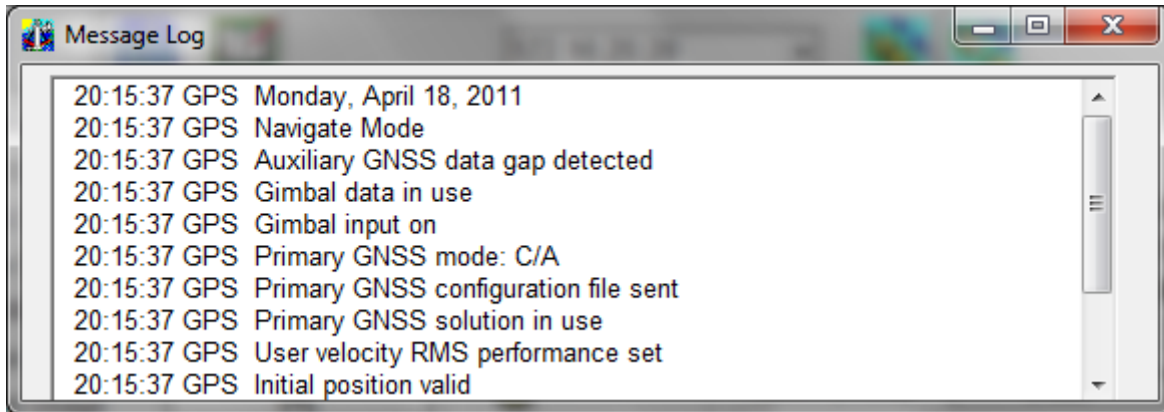 Message Log
20:15:37 GPS Monday, April 18, 2011
20:15:37 GPS Navigate Mode
20:15:37 GPS Auxiliary GNSS data gap detected
20:15:37 GPS Gimbal data in use
20:15:37 GPS Gimbal input on
20:15:37 GPS Primary GNSS mode: C/A
20:15:37 GPS Primary GNSS configuration file sent
20:15:37 GPS Primary GNSS solution in use
20:15:37 GPS User velocity RMS performance set
20:15:37 GPS Initial position valid